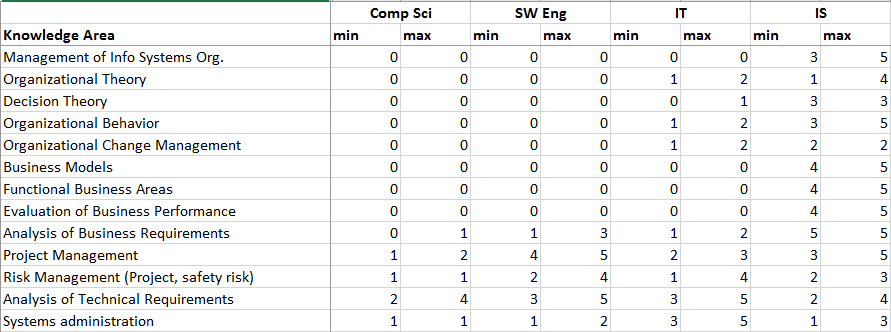 Comp Sci SW Eng IT IS
Knowledge Area min max min max min max min max
Management of Info Systems Org. 0 0 0 0 0 0 3 5
Organizational Theory 0 0 0 0 1 2 1 4
Decision Theory 0 0 0 0 0 1 3 3
Organizational Behavior 0 0 0 0 1 2 3 5
Organizational Change Management 0 0 0 0 1 2 2 2
Business Models 0 0 0 0 0 0 4 5
Functional Business Areas 0 0 0 0 0 0 4 5
Evaluation of Business Performance 0 0 0 0 0 0 4 5
Analysis of Business Requirements 0 1 1 3 1 2 5 5
Project Management 1 2 4 5 2 3 3 5
Risk Management (Project, safety risk) 1 1 2 4 1 4 2 3
Analysis of Technical Requirements 2 4 3 5 3 5 2 4
Systems administration 1 1 1 2 3 5 1 3